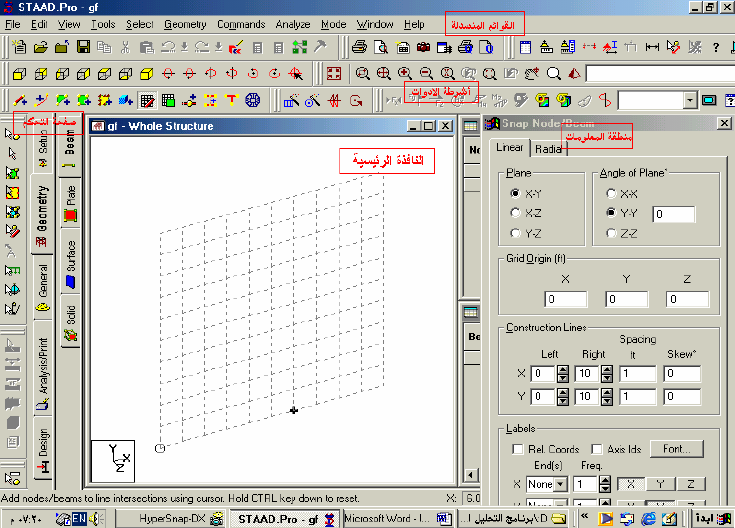 STAAD.Pro - gf
File Edit View Tools Select Geometry Commands Analyze Mode Window Help
القوائم المنسدلة
أشرطة الادوات
صفحات التحكم
gf - Whole Structure
النافذة الرئيسية
Snap Node/Beam
منطقة المعلومات
Setup
Geometry
General
Analysis/Print
Design
Beam
Plate
Surface
Solid
No
Be
Linear Radial
Plane
X-Y
X-Z
Y-Z
Angle of Plane°
X-X
Y-Y 0
Z-Z
Grid Origin (ft)
X Y Z
0 0 0
Construction Lines
Spacing
Left Right ft Skew°
X 0 10 1 0
Y 0 10 1 0
Labels
Rel. Coords Axis Ids Font...
End(s) Freq.
X None 1 X Y Z
Y X Z
Add nodes/beams to line intersections using cursor. Hold CTRL key down to reset. X: 6.0
٠٧:٢٠ م EN HyperSnap-DX STAAD.Pro - gf Microsoft Word - ا... D:\برنامج التحليل ا... » ابدأ